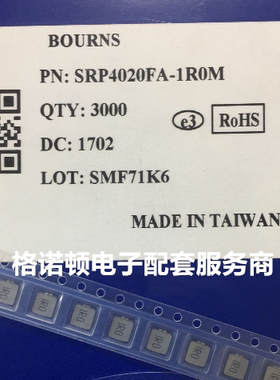 BOURNS
PN: SRP4020FA-1R0M
QTY: 3000
e3
RoHS
DC: 1702
LOT: SMF71K6
MADE IN TAIWAN
格诺顿电子配套服务商